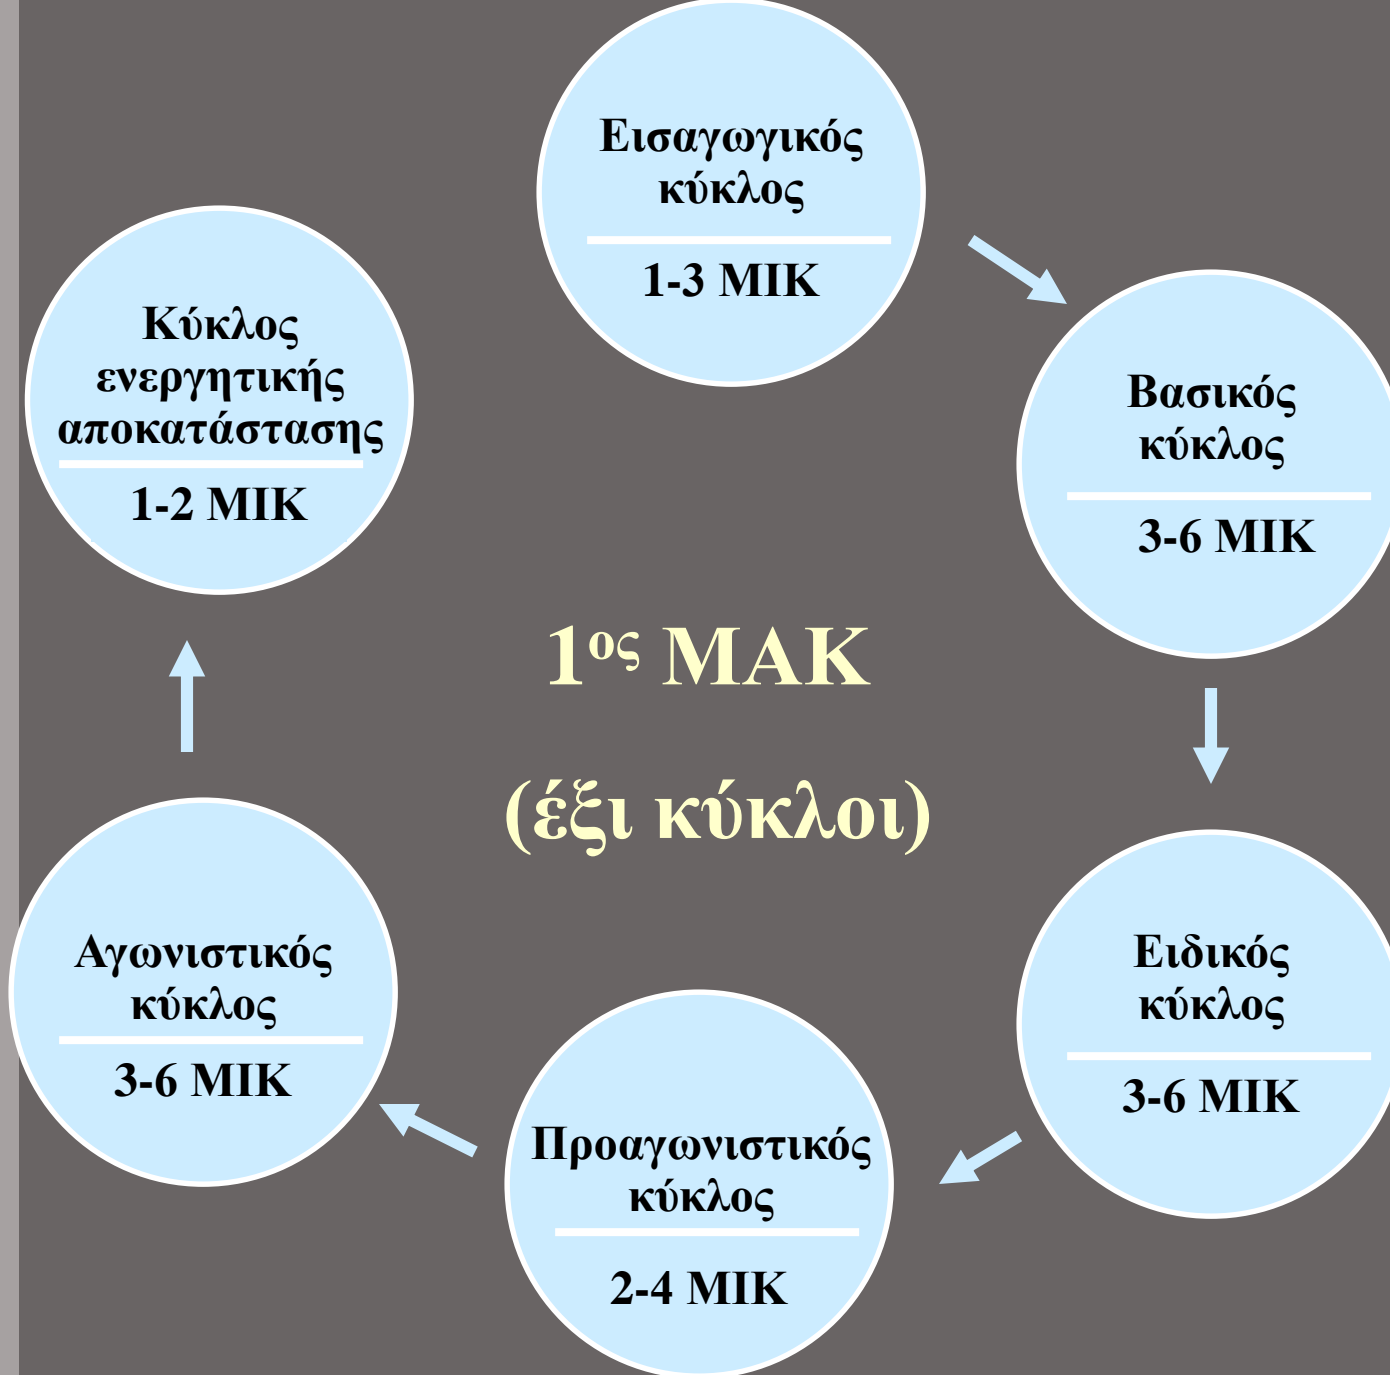 Εισαγωγικός
κύκλος
1-3 ΜΙΚ
Βασικός
κύκλος
3-6 ΜΙΚ
Ειδικός
κύκλος
3-6 ΜΙΚ
Προαγωνιστικός
κύκλος
2-4 ΜΙΚ
Αγωνιστικός
κύκλος
3-6 ΜΙΚ
Κύκλος
ενεργητικής
αποκατάστασης
1-2 ΜΙΚ
1ος ΜΑΚ
(έξι κύκλοι)